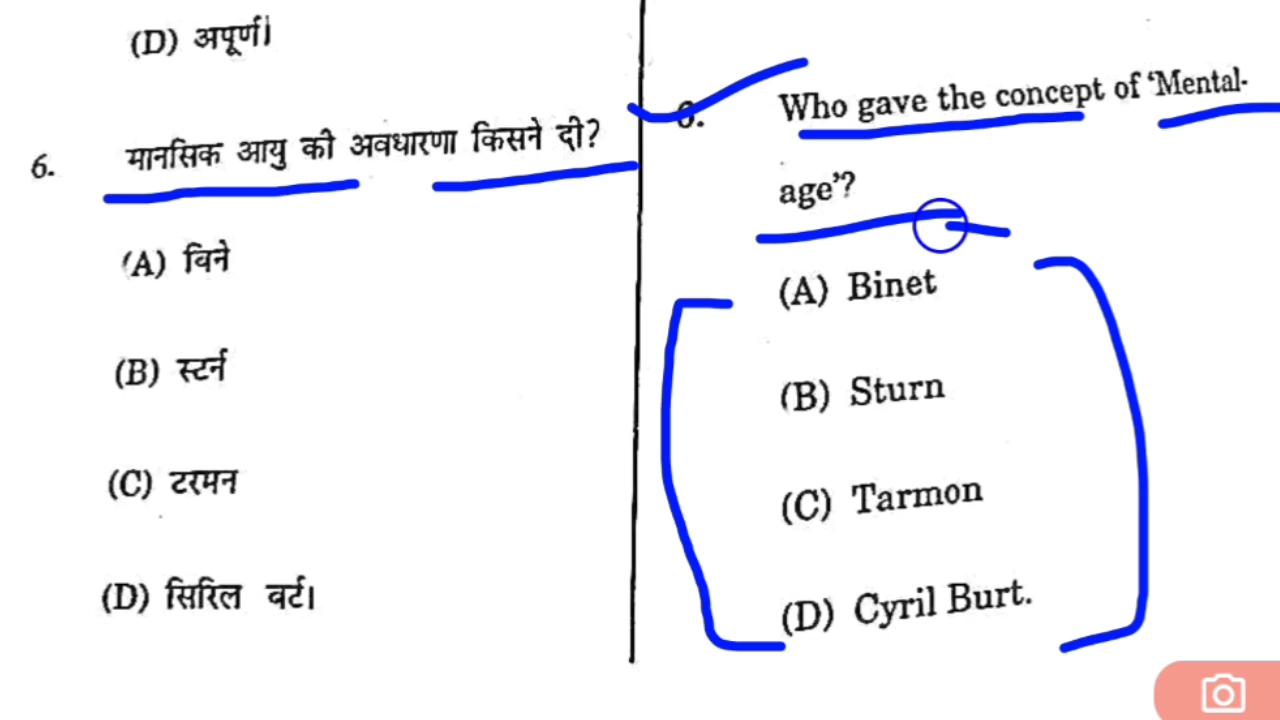 (D) अपूर्ण।
6. मानसिक आयु की अवधारणा किसने दी?
(A) विने
(B) स्टर्न
(C) टरमन
(D) सिरिल बर्ट।
6. Who gave the concept of ‘Mental-
age’?
(A) Binet
(B) Sturn
(C) Tarmon
(D) Cyril Burt.